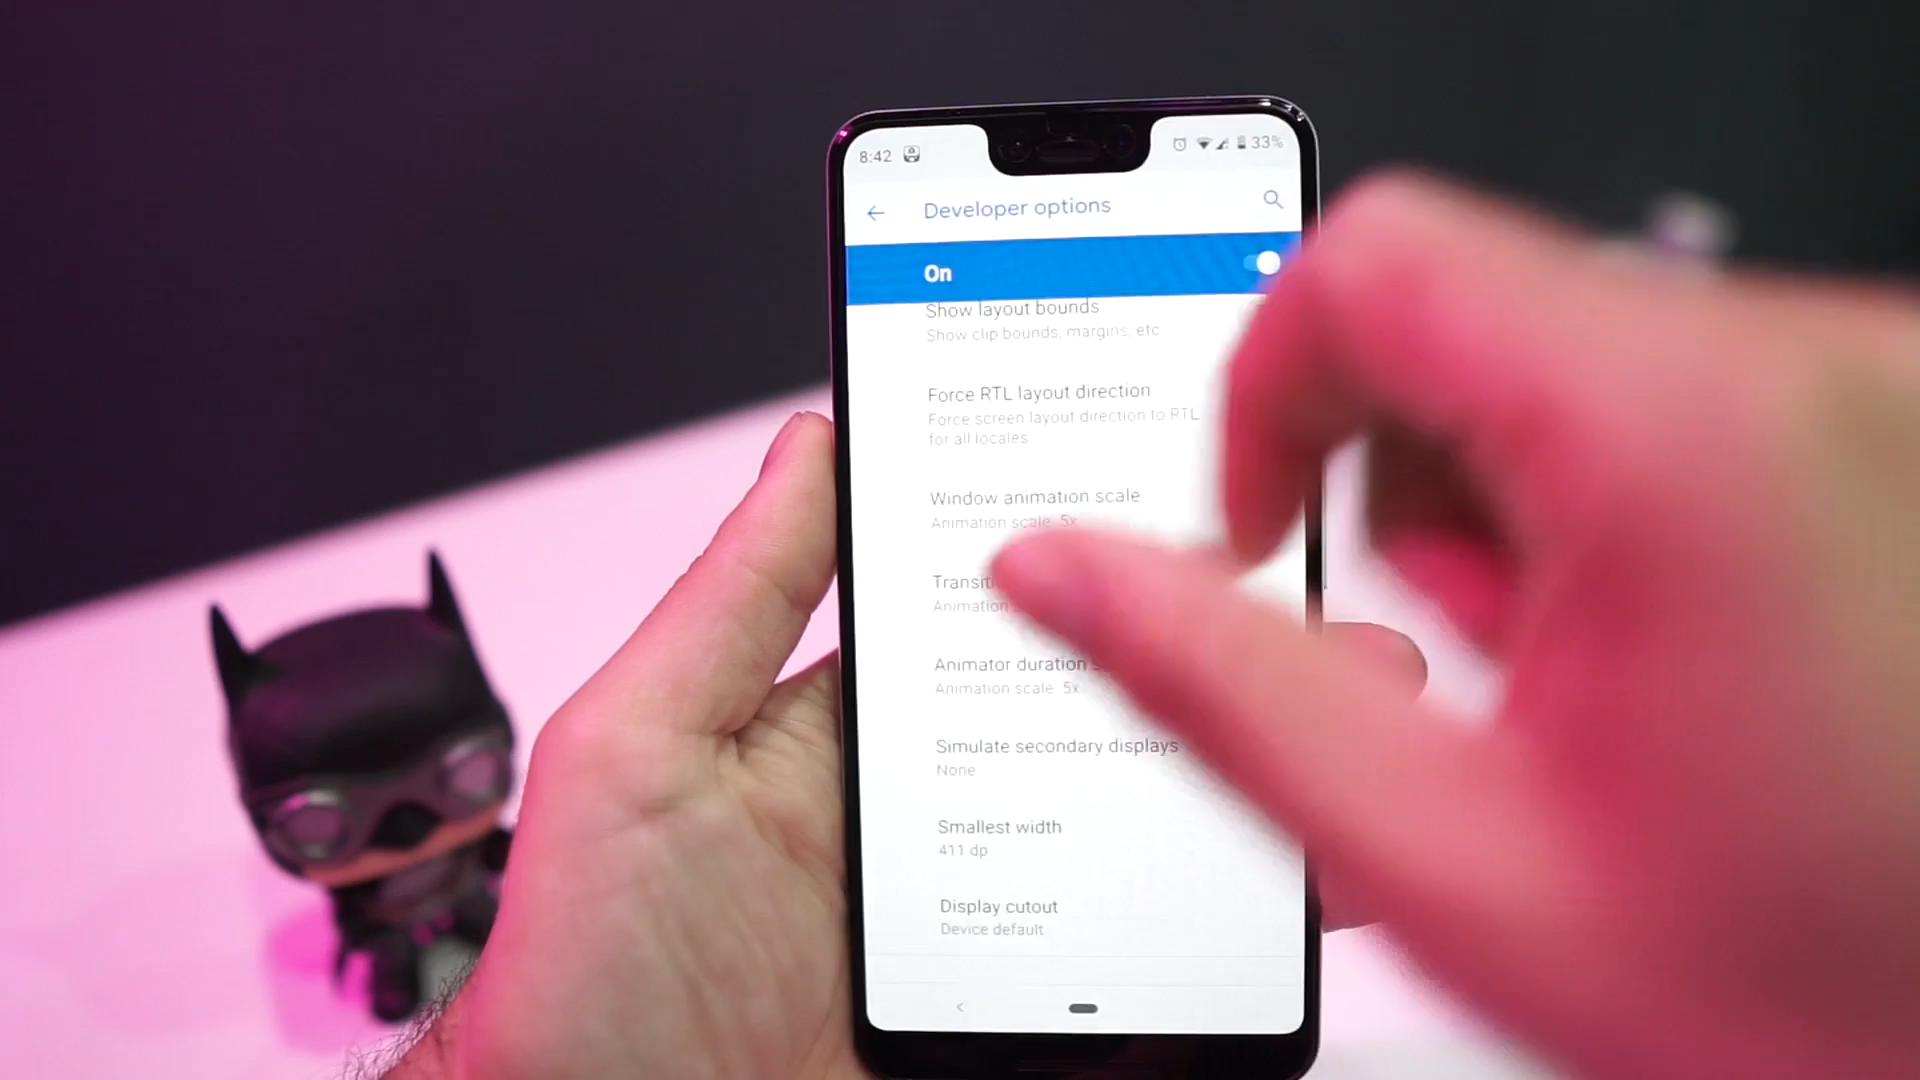 8:42
33%
Developer options
On
Show layout bounds
Show clip bounds, margins, etc
Force RTL layout direction
Force screen layout direction to RTL
for all locales
Window animation scale
Animation scale 5x
Animation
Animator duration
Animation scale 5x
Simulate secondary displays
None
Smallest width
411 dp
Display cutout
Device default